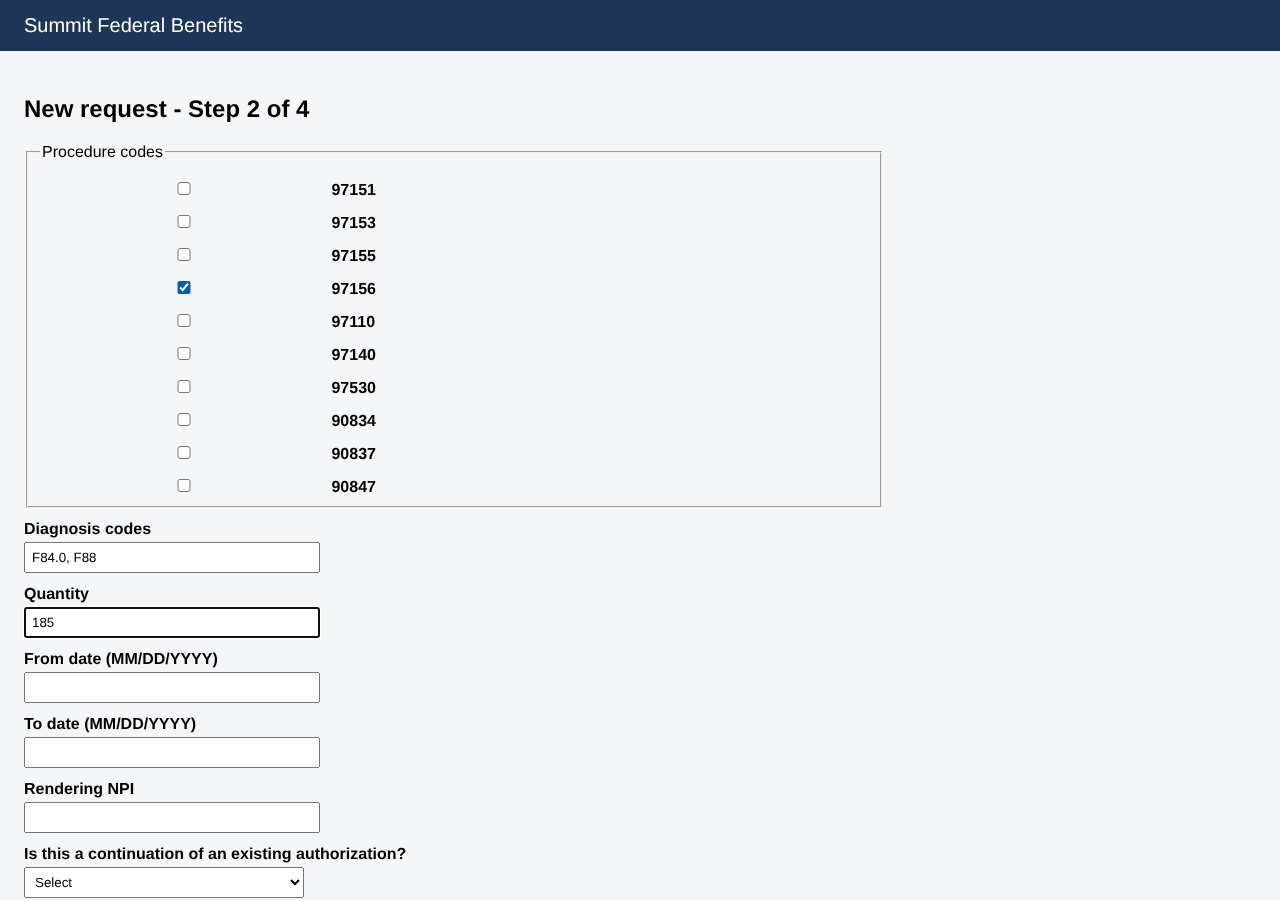 Summit Federal Benefits
New request - Step 2 of 4
Procedure codes
97151
97153
97155
97156
97110
97140
97530
90834
90837
90847
Diagnosis codes
F84.0, F88
Quantity
185
From date (MM/DD/YYYY)
To date (MM/DD/YYYY)
Rendering NPI
Is this a continuation of an existing authorization?
Select